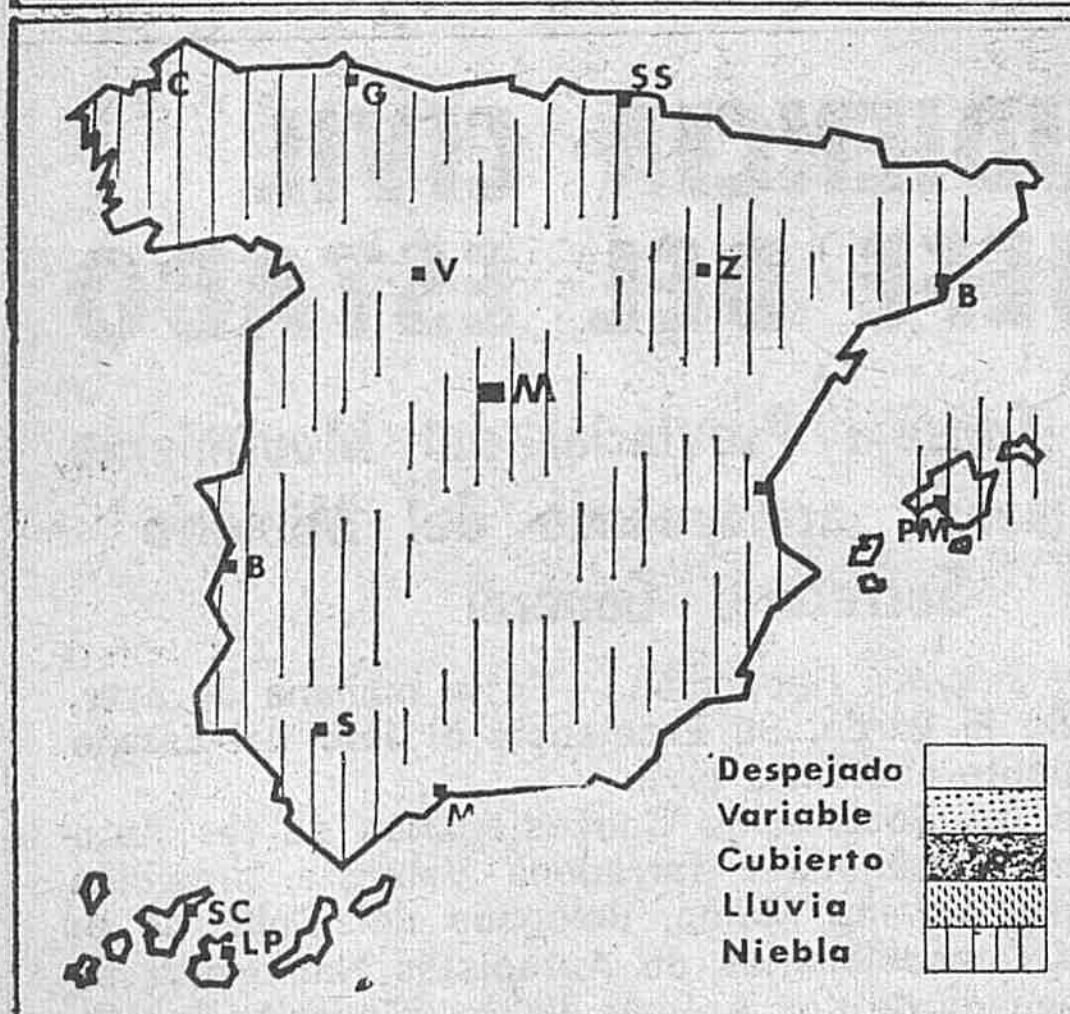 C
G
SS
V
Z
B
M
PM
B
S
M
SC
LP
Despejado
Variable
Cubierto
Lluvia
Niebla